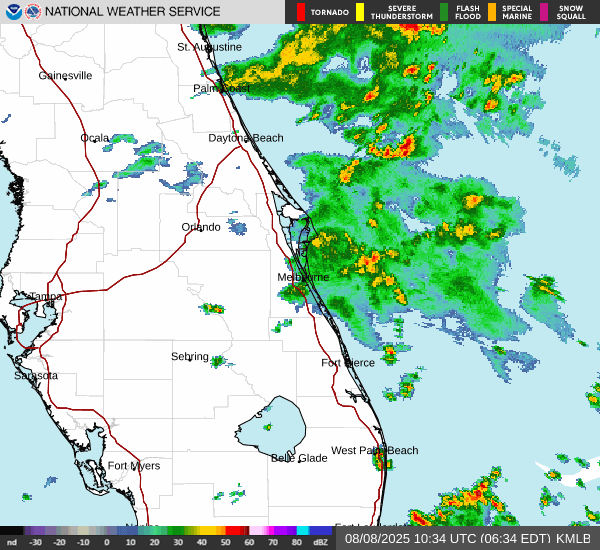 NATIONAL WEATHER SERVICE
TORNADO
SEVERE THUNDERSTORM
FLASH FLOOD
SPECIAL MARINE
SNOW SQUALL
St. Augustine
Gainesville
Palm Coast
Ocala
Daytona Beach
Orlando
Melbourne
Tampa
Sebring
Fort Pierce
Sarasota
West Palm Beach
Belle Glade
Fort Myers
nd -30 -20 -10 0 10 20 30 40 50 60 70 80 dBZ
08/08/2025 10:34 UTC (06:34 EDT) KMLB